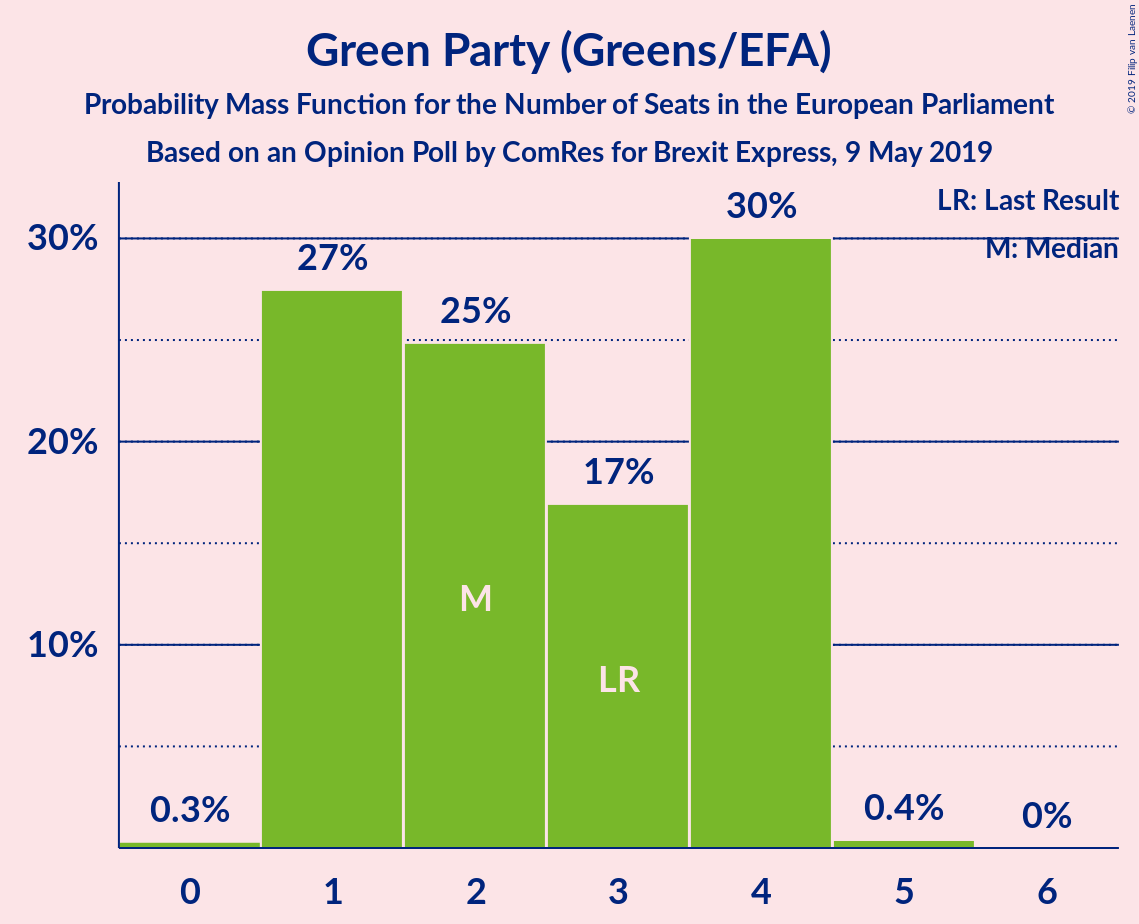 Green Party (Greens/EFA)
Probability Mass Function for the Number of Seats in the European Parliament
Based on an Opinion Poll by ComRes for Brexit Express, 9 May 2019
© 2019 Filip van Laenen
LR: Last Result
M: Median
30%
20%
10%
0.3%
27%
25%
17%
30%
0.4%
0%
M
LR
0 1 2 3 4 5 6